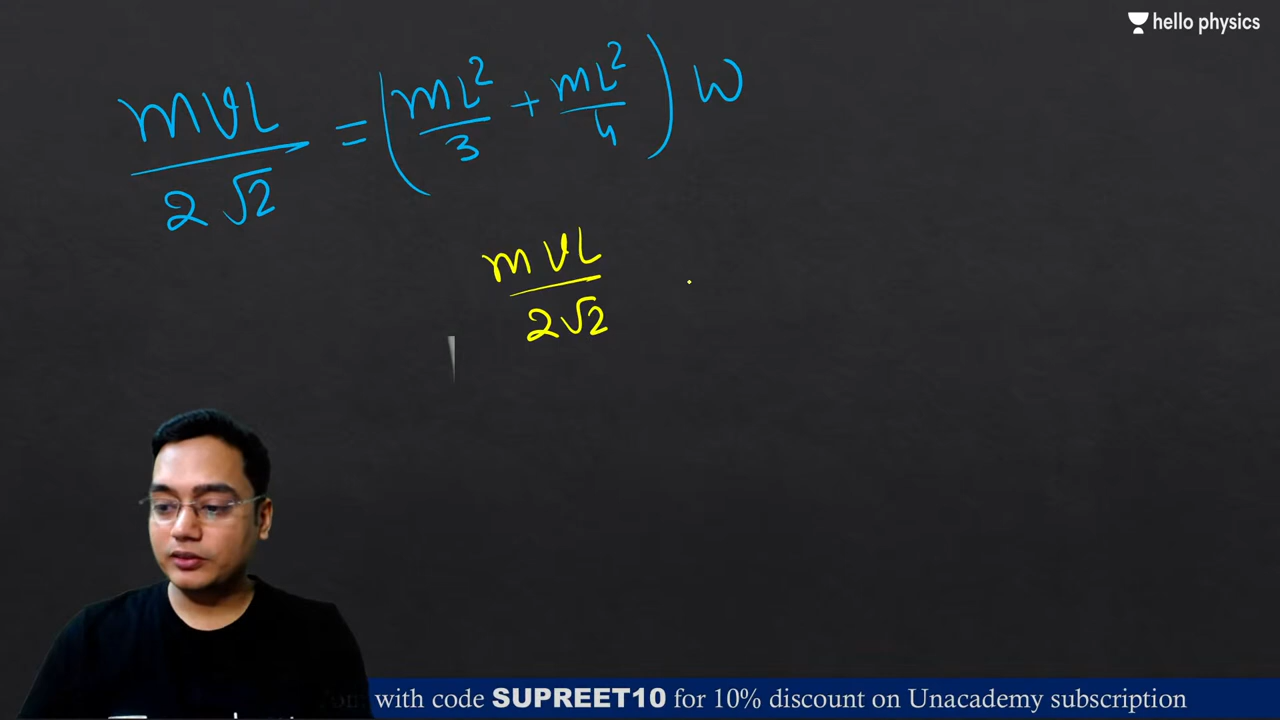 hello physics
mVL / 2√2 = (mL² / 3 + mL² / 4) W
mVL / 2√2
with code SUPREET10 for 10% discount on Unacademy subscription